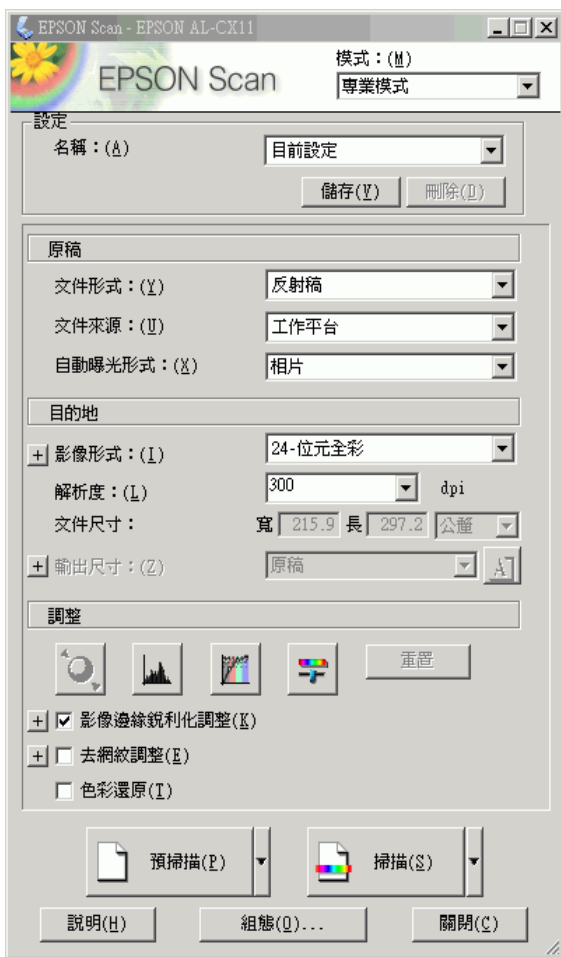 EPSON Scan - EPSON AL-CX11
EPSON Scan
模式：(M)
專業模式
設定
名稱：(A) 目前設定
儲存(V) 刪除(D)
原稿
文件形式：(Y) 反射稿
文件來源：(U) 工作平台
自動曝光形式：(X) 相片
目的地
+ 影像形式：(I) 24-位元全彩
解析度：(L) 300 dpi
文件尺寸： 寬 215.9 長 297.2 公釐
+ 輸出尺寸：(Z) 原稿
調整
重置
+ 影像邊緣銳利化調整(K)
+ 去網紋調整(E)
色彩還原(T)
預掃描(P) 掃描(S)
說明(H) 組態(O)... 關閉(C)